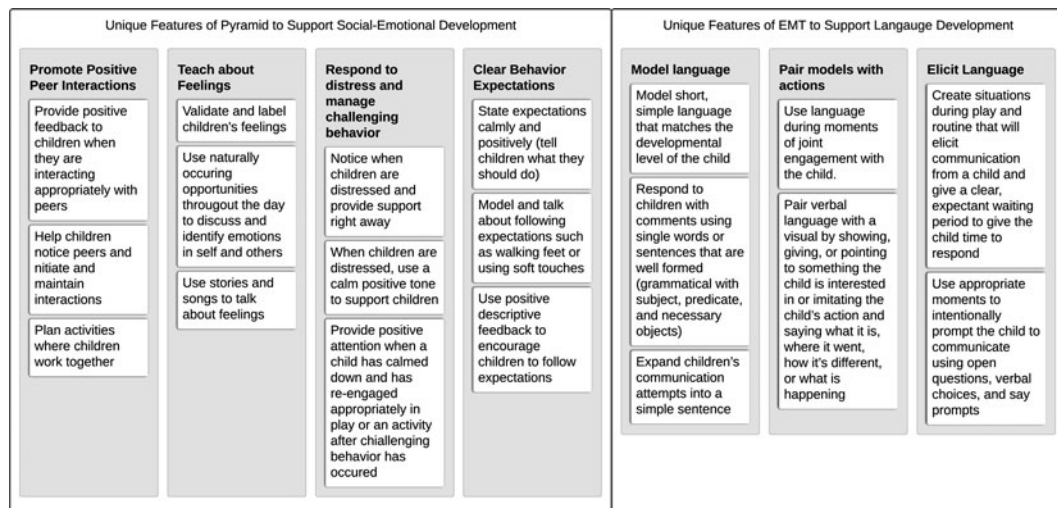 Unique Features of Pyramid to Support Social-Emotional Development
Promote Positive
Peer Interactions
Provide positive
feedback to
children when
they are
interacting
appropriately with
peers
Help children
notice peers and
nitiate and
maintain
interactions
Plan activities
where children
work together
Teach about
Feelings
Validate and label
children's feelings
Use naturally
occuring
opportunities
througout the day
to discuss and
identify emotions
in self and others
Use stories and
songs to talk
about feelings
Respond to
distress and
manage
challenging
behavior
Notice when
children are
distressed and
provide support
right away
When children are
distressed, use a
calm positive tone
to support children
Provide positive
attention when a
child has calmed
down and has
re-engaged
appropriately in
play or an activity
after chiallenging
behavior has
occured
Clear Behavior
Expectations
State expectations
calmly and
positively (tell
children what they
should do)
Model and talk
about following
expectations such
as walking feet or
using soft touches
Use positive
descriptive
feedback to
encourage
children to follow
expectations
Unique Features of EMT to Support Langauge Development
Model language
Model short,
simple language
that matches the
developmental
level of the child
Respond to
children with
comments using
single words or
sentences that are
well formed
(grammatical with
subject, predicate,
and necessary
objects)
Expand children's
communication
attempts into a
simple sentence
Pair models with
actions
Use language
during moments
of joint
engagement with
the child.
Pair verbal
language with a
visual by showing,
giving, or pointing
to something the
child is interested
in or imitating the
child's action and
saying what it is,
where it went,
how it's different,
or what is
happening
Elicit Language
Create situations
during play and
routine that will
elicit
communication
from a child and
give a clear,
expectant waiting
period to give the
child time to
respond
Use appropriate
moments to
intentionally
prompt the child to
communicate
using open
questions, verbal
choices, and say
prompts